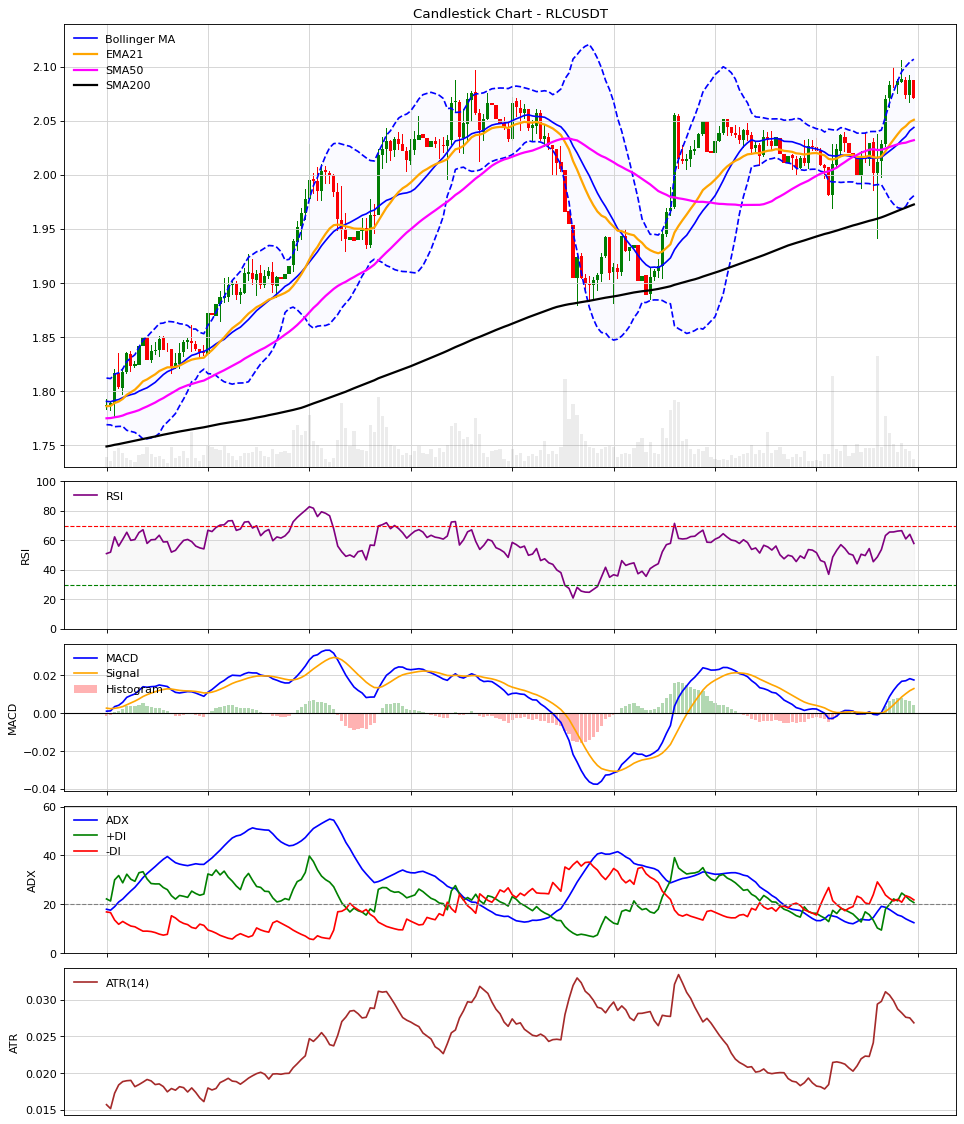 Candlestick Chart - RLCUSDT
Bollinger MA
EMA21
SMA50
SMA200
2.10
2.05
2.00
1.95
1.90
1.85
1.80
1.75
RSI
RSI
100
80
60
40
20
0
MACD
Signal
Histogram
MACD
0.02
0.00
−0.02
−0.04
ADX
+DI
-DI
ADX
60
40
20
0
ATR(14)
ATR
0.030
0.025
0.020
0.015